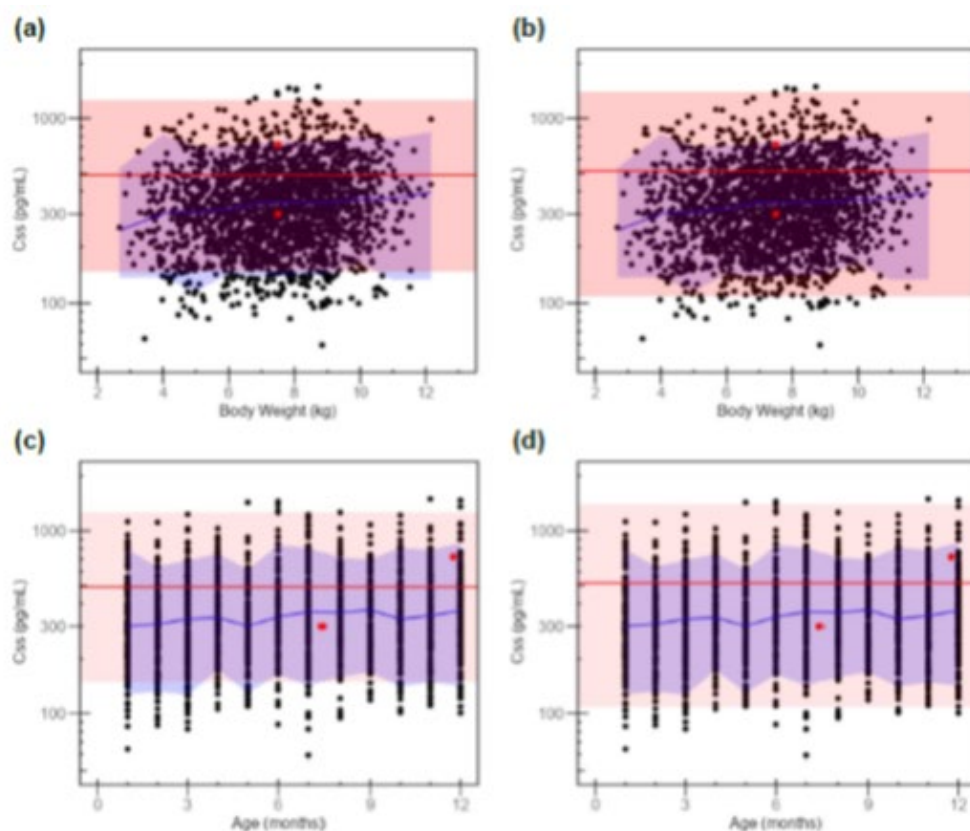 (a)
(b)
1000
300
100
Css (pg/mL)
2 4 6 8 10 12
Body Weight (kg)
1000
300
100
Css (pg/mL)
2 4 6 8 10 12
Body Weight (kg)
(c)
(d)
1000
300
100
Css (pg/mL)
0 3 6 9 12
Age (months)
1000
300
100
Css (pg/mL)
0 3 6 9 12
Age (months)